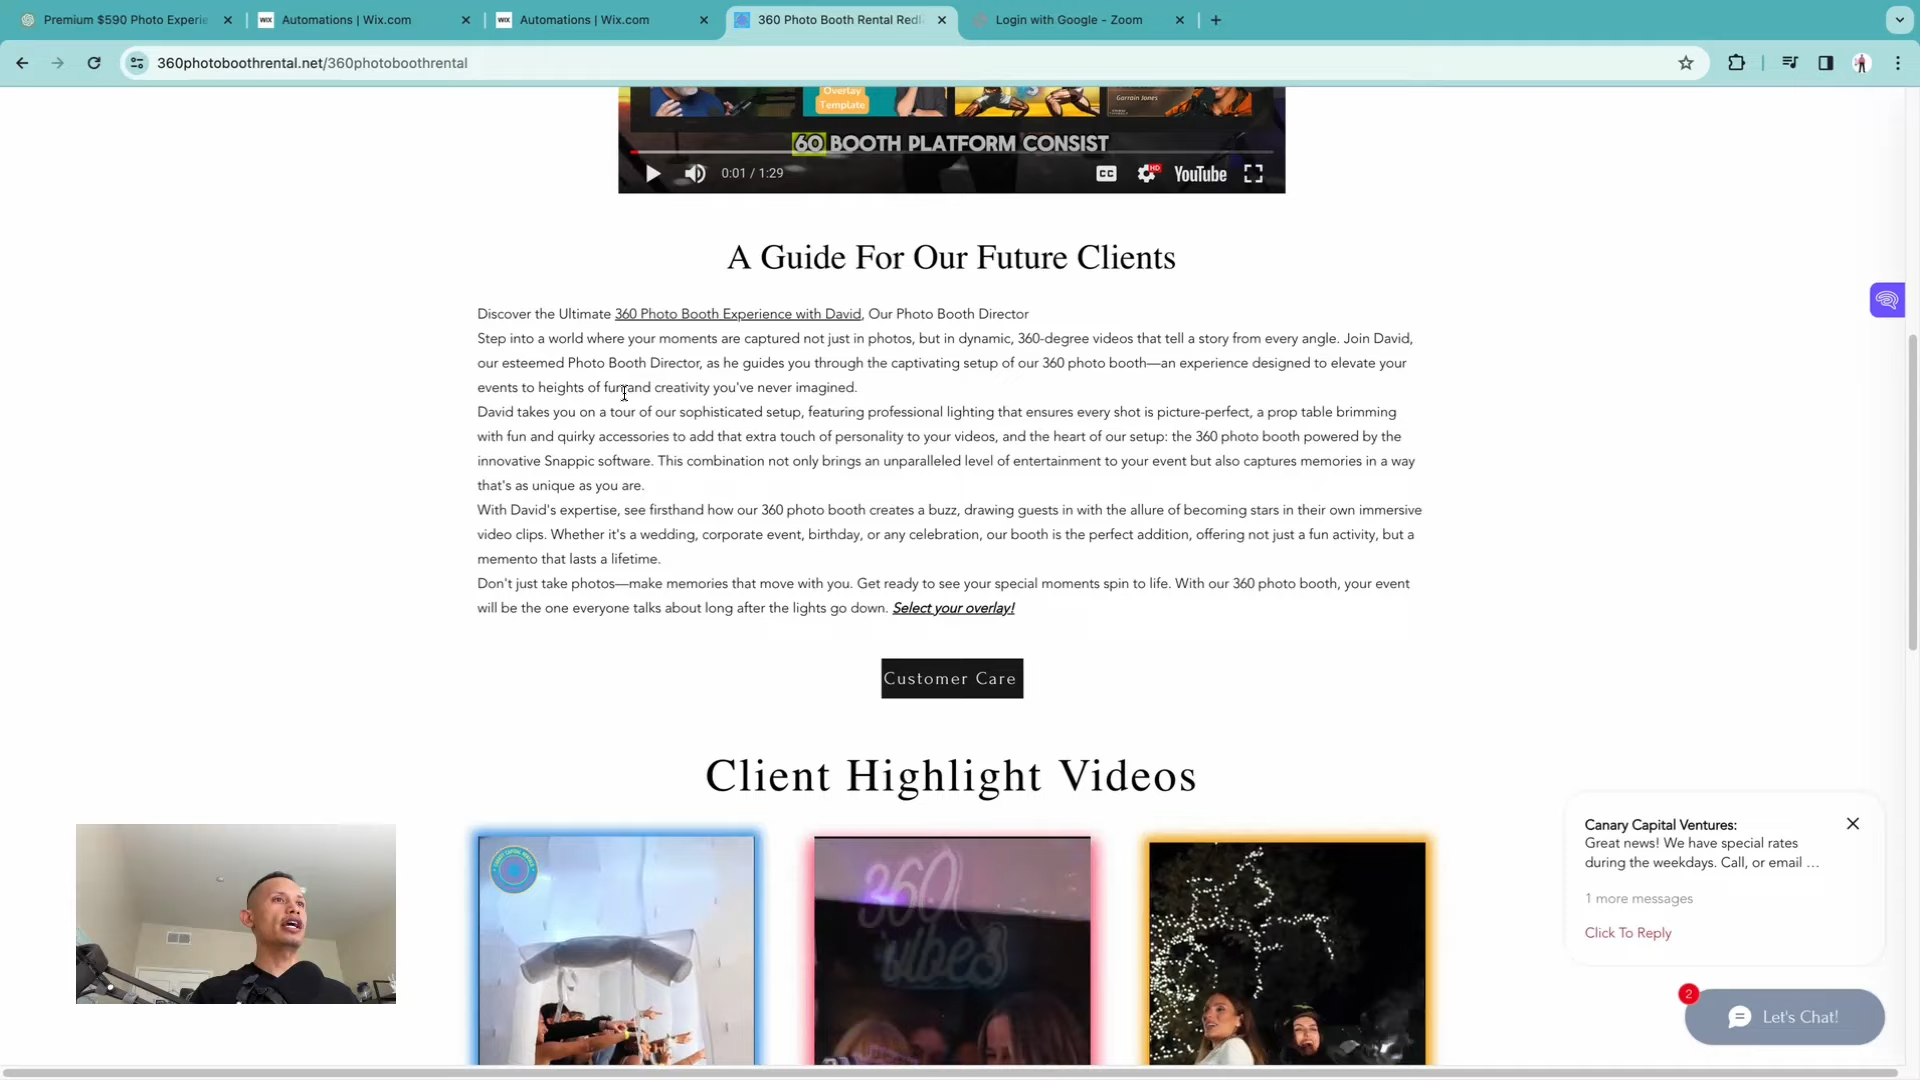 Premium $590 Photo Experie
Automations | Wix.com
Automations | Wix.com
360 Photo Booth Rental Redl
Login with Google - Zoom
360photoboothrental.net/360photoboothrental
Overlay
Template
Garrain Jones
60 BOOTH PLATFORM CONSIST
0:01 / 1:29
CC
HD
YouTube
A Guide For Our Future Clients
Discover the Ultimate 360 Photo Booth Experience with David, Our Photo Booth Director
Step into a world where your moments are captured not just in photos, but in dynamic, 360-degree videos that tell a story from every angle. Join David,
our esteemed Photo Booth Director, as he guides you through the captivating setup of our 360 photo booth—an experience designed to elevate your
events to heights of fun and creativity you've never imagined.
David takes you on a tour of our sophisticated setup, featuring professional lighting that ensures every shot is picture-perfect, a prop table brimming
with fun and quirky accessories to add that extra touch of personality to your videos, and the heart of our setup: the 360 photo booth powered by the
innovative Snappic software. This combination not only brings an unparalleled level of entertainment to your event but also captures memories in a way
that's as unique as you are.
With David's expertise, see firsthand how our 360 photo booth creates a buzz, drawing guests in with the allure of becoming stars in their own immersive
video clips. Whether it's a wedding, corporate event, birthday, or any celebration, our booth is the perfect addition, offering not just a fun activity, but a
memento that lasts a lifetime.
Don't just take photos—make memories that move with you. Get ready to see your special moments spin to life. With our 360 photo booth, your event
will be the one everyone talks about long after the lights go down. Select your overlay!
Customer Care
Client Highlight Videos
360
vibes
Canary Capital Ventures:
Great news! We have special rates
during the weekdays. Call, or email ...
1 more messages
Click To Reply
2
Let's Chat!